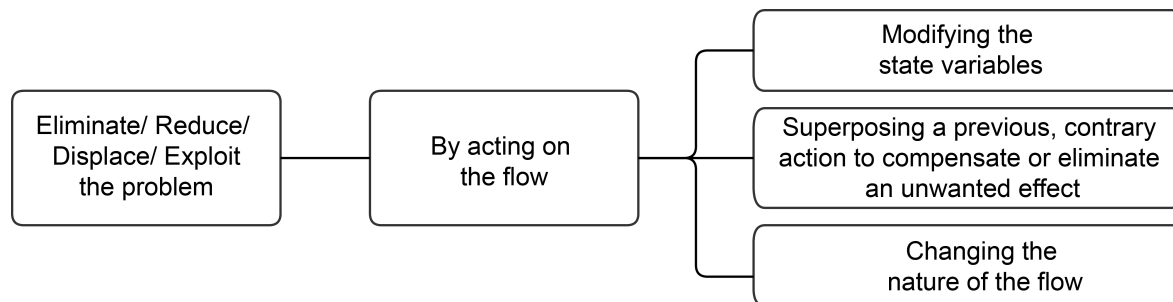 Eliminate/ Reduce/
Displace/ Exploit
the problem
By acting on
the flow
Modifying the
state variables
Superposing a previous, contrary
action to compensate or eliminate
an unwanted effect
Changing the
nature of the flow